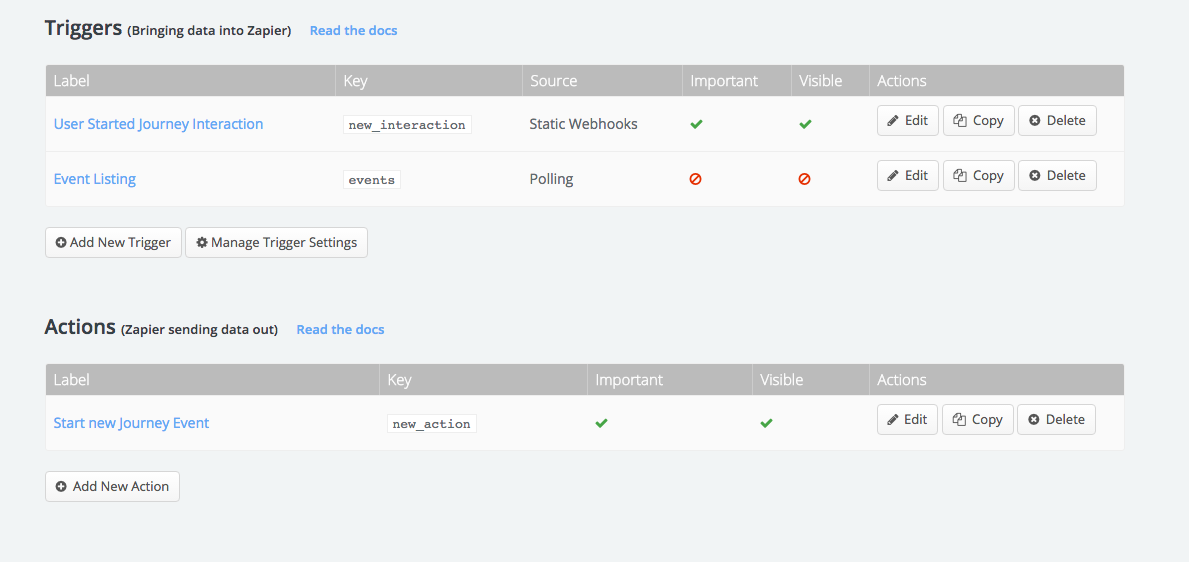 Triggers (Bringing data into Zapier) Read the docs
Label Key Source Important Visible Actions
User Started Journey Interaction new_interaction Static Webhooks Edit Copy Delete
Event Listing events Polling Edit Copy Delete
Add New Trigger Manage Trigger Settings
Actions (Zapier sending data out) Read the docs
Label Key Important Visible Actions
Start new Journey Event new_action Edit Copy Delete
Add New Action